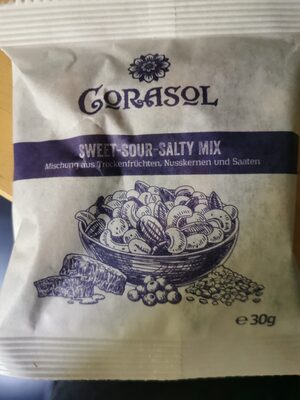 CORASOL
SWEET-SOUR-SALTY MIX
Mischung aus Trockenfrüchten, Nusskernen und Saaten
e 30g